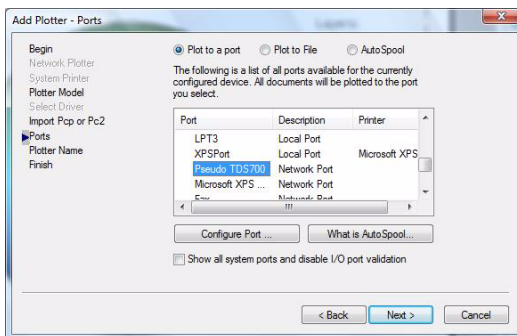 Add Plotter - Ports
Begin
Network Plotter
System Printer
Plotter Model
Select Driver
Import Pcp or Pc2
Ports
Plotter Name
Finish
Plot to a port Plot to File AutoSpool
The following is a list of all ports available for the currently
configured device. All documents will be plotted to the port
you select.
Port Description Printer
LPT3 Local Port
XPSPort Local Port Microsoft XPS
Pseudo TDS700 Network Port
Microsoft XPS ... Network Port
Fax Network Port
Configure Port ... What is AutoSpool...
Show all system ports and disable I/O port validation
< Back Next > Cancel